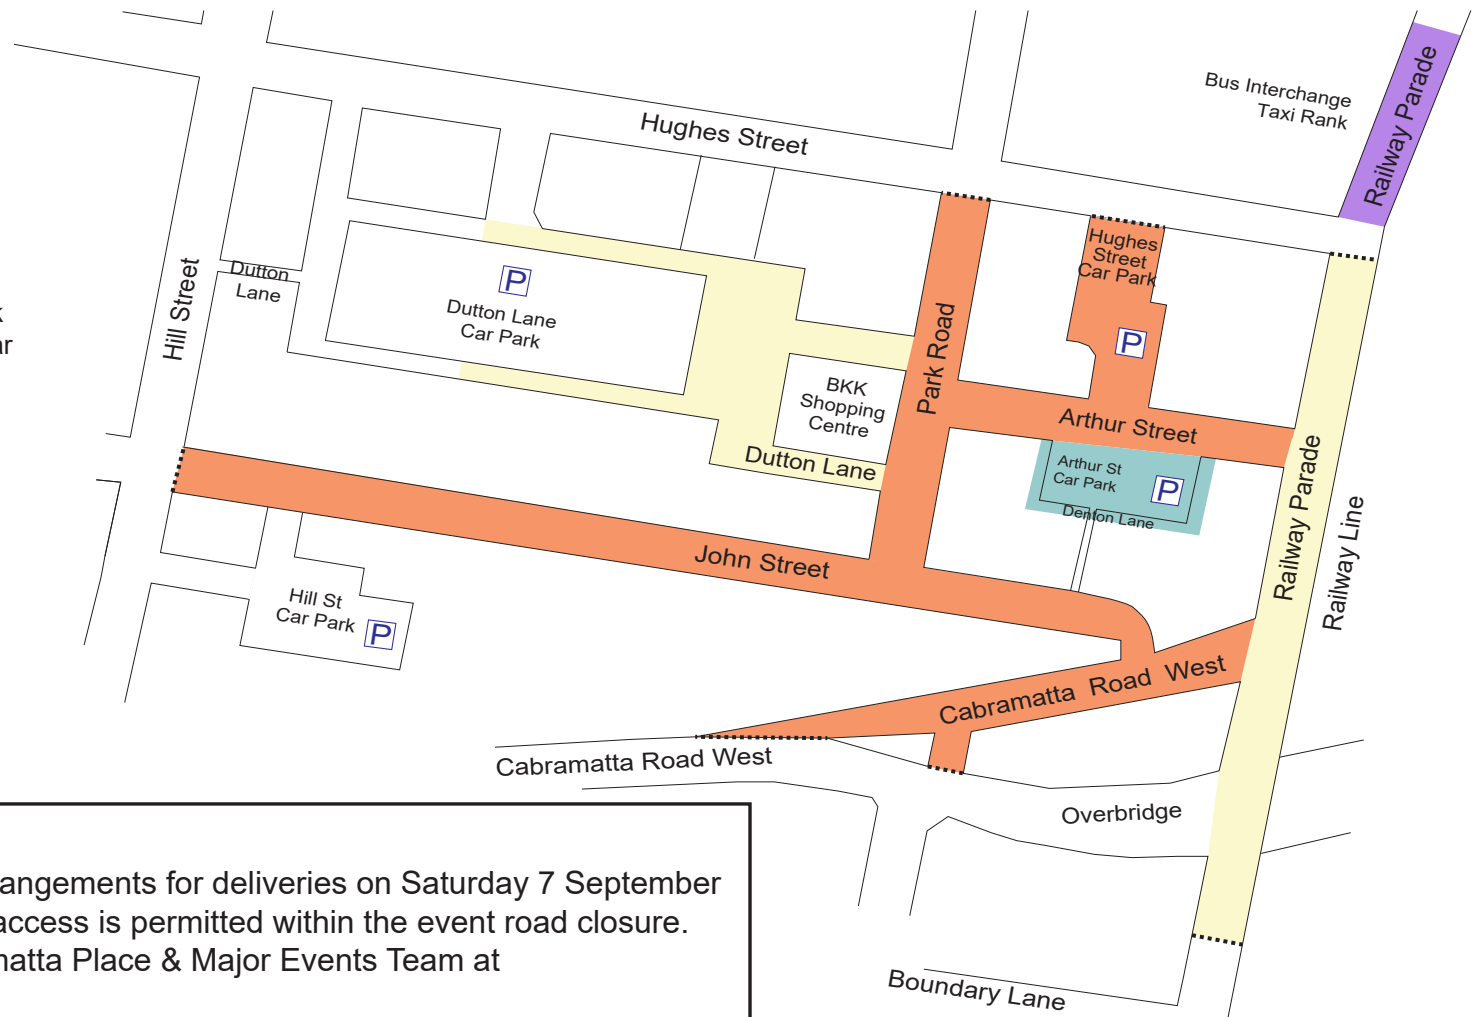 Hughes Street
Bus Interchange
Taxi Rank
Railway Parade
Hughes
Street
Car Park
P
Dutton
Lane
Hill Street
P
Dutton Lane
Car Park
Park Road
P
BKK
Shopping
Centre
Arthur Street
Dutton Lane
Arthur St
Car Park
P
Denton Lane
Railway Parade
Railway Line
John Street
Hill St
Car Park
P
Cabramatta Road West
Cabramatta Road West
Overbridge
angements for deliveries on Saturday 7 September
access is permitted within the event road closure.
natta Place & Major Events Team at
Boundary Lane